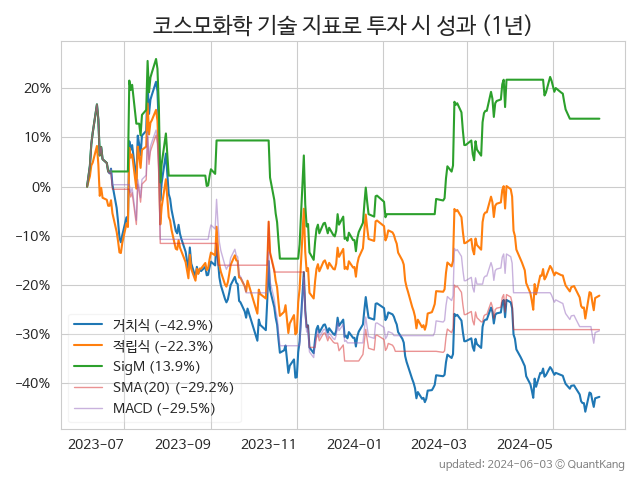 코스모화학 기술 지표로 투자 시 성과 (1년)
20%
10%
0%
−10%
−20%
−30%
−40%
거치식 (−42.9%)
적립식 (−22.3%)
SigM (13.9%)
SMA(20) (−29.2%)
MACD (−29.5%)
2023-07
2023-09
2023-11
2024-01
2024-03
2024-05
updated: 2024-06-03 ⓒ QuantKang